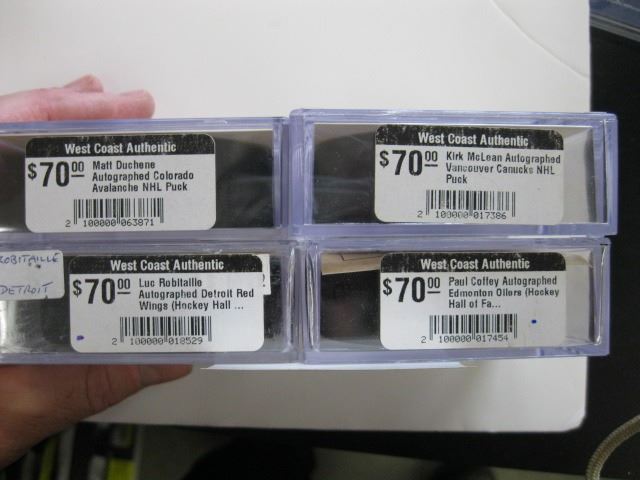 West Coast Authentic
$70.00
Matt Duchene
Autographed Colorado
Avalanche NHL Puck
2 100000 063871
West Coast Authentic
$70.00
Kirk McLean Autographed
Vancouver Canucks NHL
Puck
2 100000 017386
ROBITAILLE
DETROIT
West Coast Authentic
$70.00
Luc Robitaille
Autographed Detroit Red
Wings (Hockey Hall ...
2 100000 018529
West Coast Authentic
$70.00
Paul Coffey Autographed
Edmonton Oilers (Hockey
Hall of Fa...
2 100000 017454